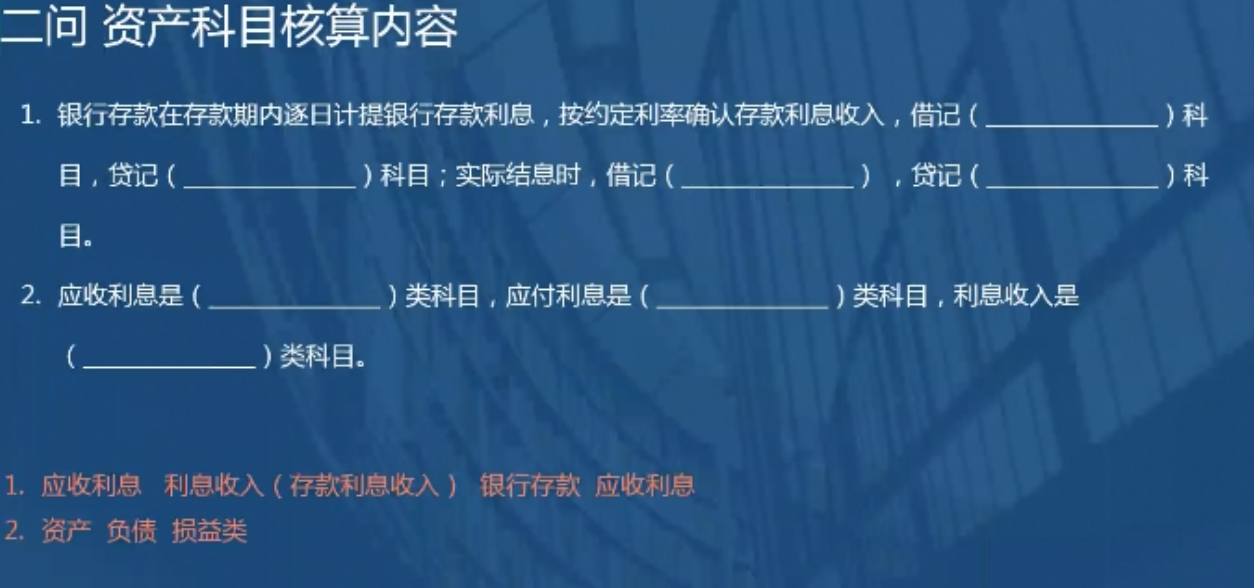 二问 资产科目核算内容
1. 银行存款在存款期内逐日计提银行存款利息，按约定利率确认存款利息收入，借记（______________）科
目，贷记（______________）科目；实际结息时，借记（______________），贷记（______________）科
目。
2. 应收利息是（______________）类科目，应付利息是（______________）类科目，利息收入是
（______________）类科目。
1. 应收利息 利息收入（存款利息收入） 银行存款 应收利息
2. 资产 负债 损益类